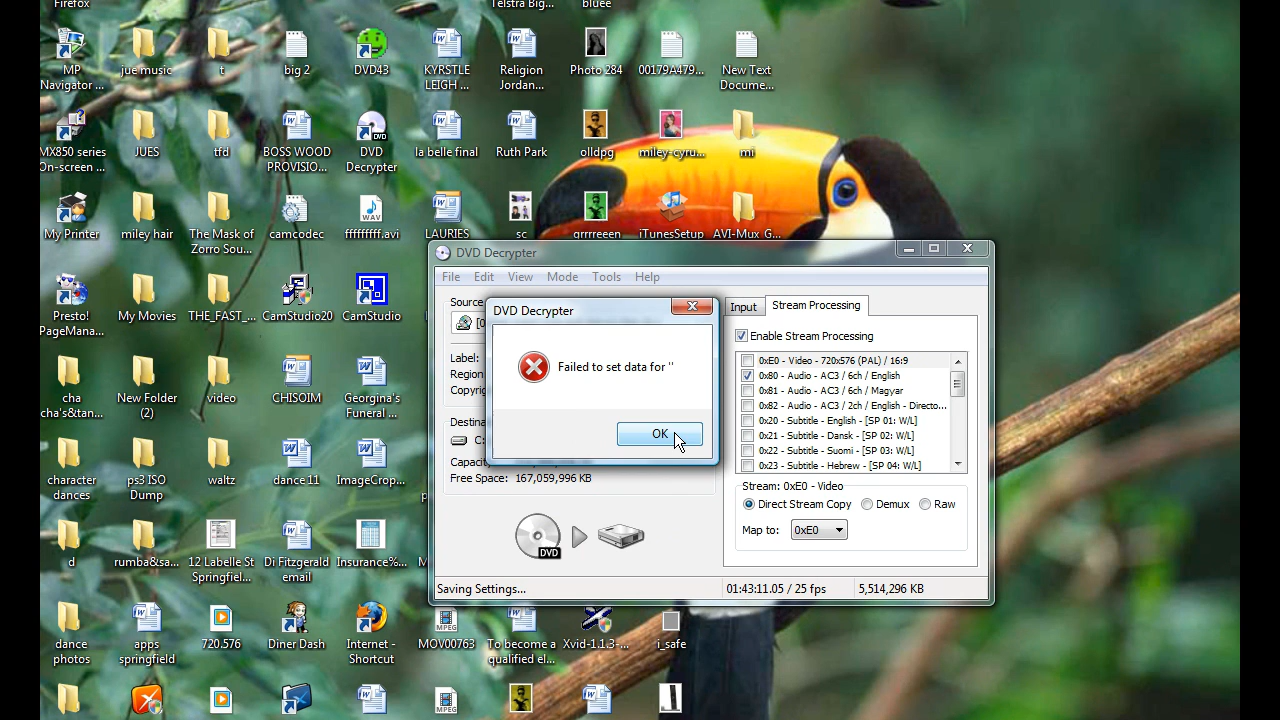 Firefox
Telstra Big...
bluee
MP
Navigator ...
jue music
t
big 2
DVD43
KYRSTLE
LEIGH ...
Religion
Jordan...
Photo 284
00179A479...
New Text
Docume...
MX850 series
On-screen ...
JUES
tfd
BOSS WOOD
PROVISIO...
DVD
DVD
Decrypter
la belle final
Ruth Park
olldpg
miley-cyru...
mi
My Printer
miley hair
The Mask of
Zorro Sou...
camcodec
WAV
fffffffff.avi
LAURIES
sc
grrrreeen
iTunesSetup
AVI-Mux_G...
Presto!
PageMana...
My Movies
THE_FAST_...
CamStudio20
CamStudio
cha
cha's&tan...
New Folder
(2)
video
CHISOIM
Georgina's
Funeral ...
character
dances
ps3 ISO
Dump
waltz
dance 11
ImageCrop...
d
rumba&sa...
12 Labelle St
Springfiel...
Di Fitzgerald
email
Insurance%...
dance
photos
apps
springfield
720.576
Diner Dash
Internet -
Shortcut
MPEG
MOV00763
To become a
qualified el...
Xvid-1.1.3-...
i_safe
MPEG
DVD Decrypter
File Edit View Mode Tools Help
Source
Label:
Region
Copyrig
Destina
C:
Capacit
Free Space: 167,059,996 KB
DVD
DVD Decrypter
Failed to set data for ''
OK
Input
Stream Processing
Enable Stream Processing
0xE0 - Video - 720x576 (PAL) / 16:9
0x80 - Audio - AC3 / 6ch / English
0x81 - Audio - AC3 / 6ch / Magyar
0x82 - Audio - AC3 / 2ch / English - Directo...
0x20 - Subtitle - English - [SP 01: W/L]
0x21 - Subtitle - Dansk - [SP 02: W/L]
0x22 - Subtitle - Suomi - [SP 03: W/L]
0x23 - Subtitle - Hebrew - [SP 04: W/L]
Stream: 0xE0 - Video
Direct Stream Copy Demux Raw
Map to: 0xE0
Saving Settings...
01:43:11.05 / 25 fps
5,514,296 KB